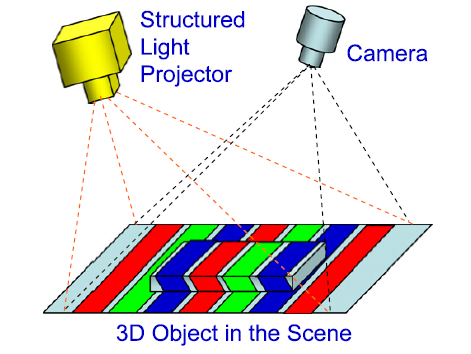 Structured
Light
Projector
Camera
3D Object in the Scene